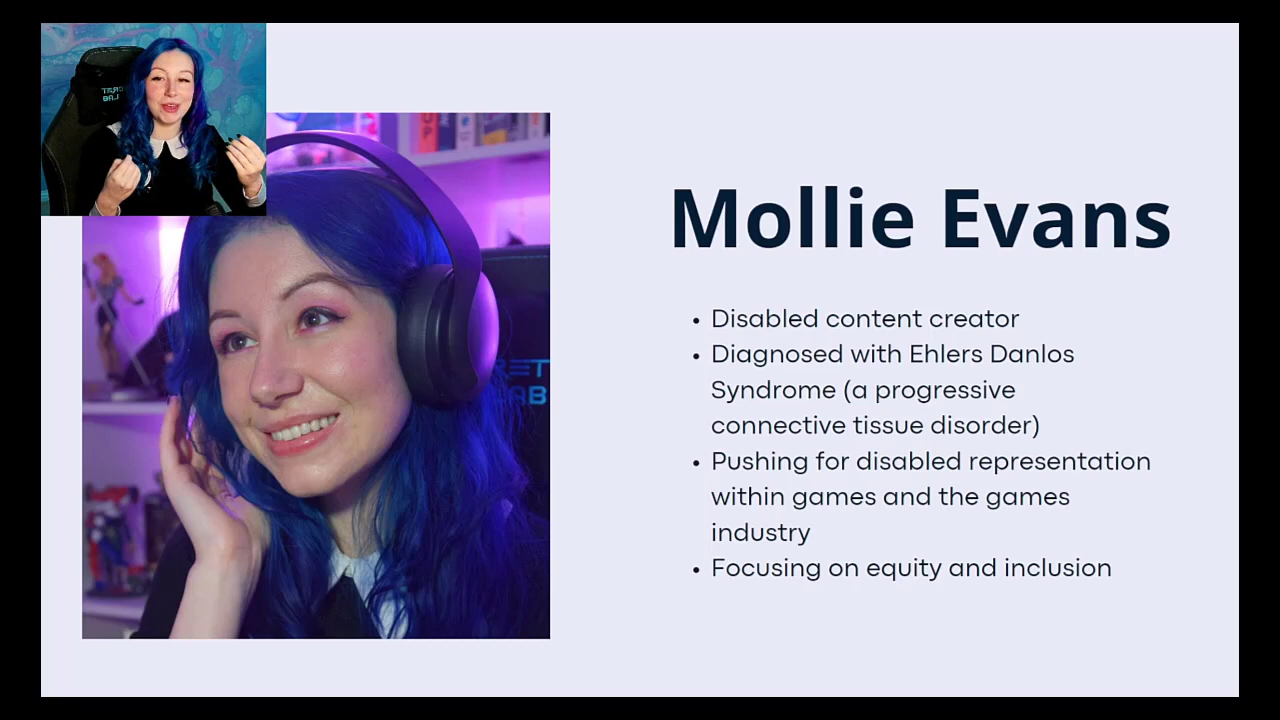 Mollie Evans
• Disabled content creator
• Diagnosed with Ehlers Danlos
Syndrome (a progressive
connective tissue disorder)
• Pushing for disabled representation
within games and the games
industry
• Focusing on equity and inclusion